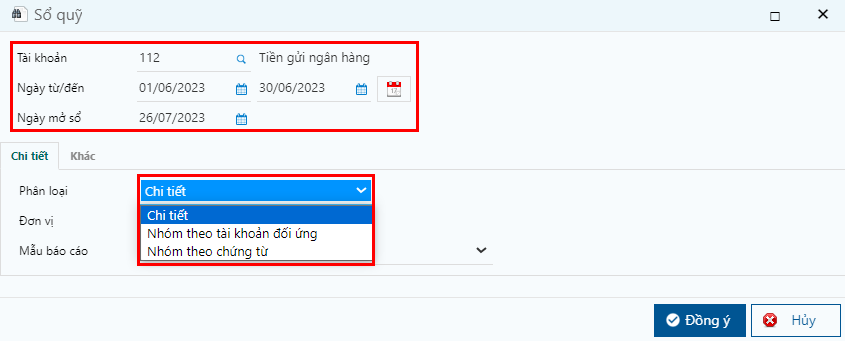 Sổ quỹ
Tài khoản 112 Tiền gửi ngân hàng
Ngày từ/đến 01/06/2023 30/06/2023
Ngày mở sổ 26/07/2023
Chi tiết Khác
Phân loại Chi tiết
Chi tiết
Đơn vị Nhóm theo tài khoản đối ứng
Mẫu báo cáo Nhóm theo chứng từ
Đồng ý Hủy